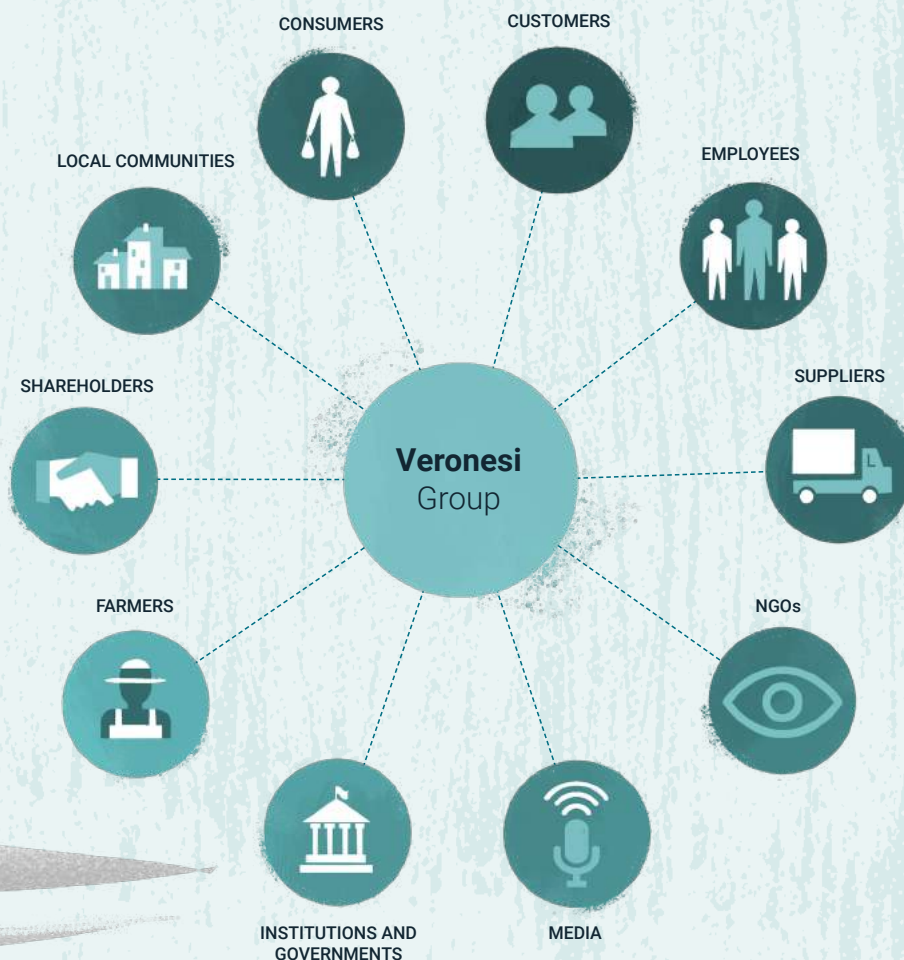 CONSUMERS
CUSTOMERS
LOCAL COMMUNITIES
EMPLOYEES
SHAREHOLDERS
SUPPLIERS
Veronesi
Group
FARMERS
NGOs
INSTITUTIONS AND
GOVERNMENTS
MEDIA